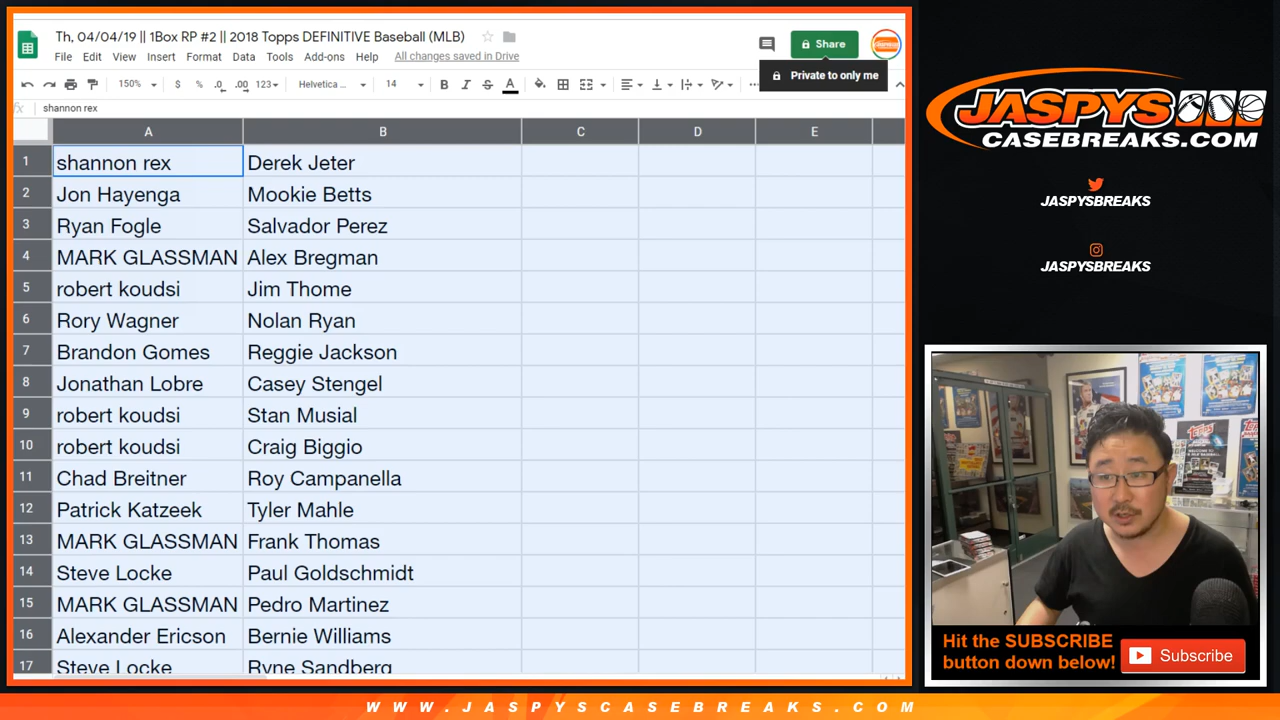 Th, 04/04/19 || 1Box RP #2 || 2018 Topps DEFINITIVE Baseball (MLB)
File Edit View Insert Format Data Tools Add-ons Help All changes saved in Drive
Share
Private to only me
150% $ % .0 .00 123 Helvetica ... 14 B I S A
fx shannon rex
A B C D E
1 shannon rex Derek Jeter
2 Jon Hayenga Mookie Betts
3 Ryan Fogle Salvador Perez
4 MARK GLASSMAN Alex Bregman
5 robert koudsi Jim Thome
6 Rory Wagner Nolan Ryan
7 Brandon Gomes Reggie Jackson
8 Jonathan Lobre Casey Stengel
9 robert koudsi Stan Musial
10 robert koudsi Craig Biggio
11 Chad Breitner Roy Campanella
12 Patrick Katzeek Tyler Mahle
13 MARK GLASSMAN Frank Thomas
14 Steve Locke Paul Goldschmidt
15 MARK GLASSMAN Pedro Martinez
16 Alexander Ericson Bernie Williams
17 Steve Locke Ryne Sandberg
JASPYS
CASEBREAKS.COM
JASPYSBREAKS
JASPYSBREAKS
Hit the SUBSCRIBE
button down below!
Subscribe
WWW.JASPYSCASEBREAKS.COM